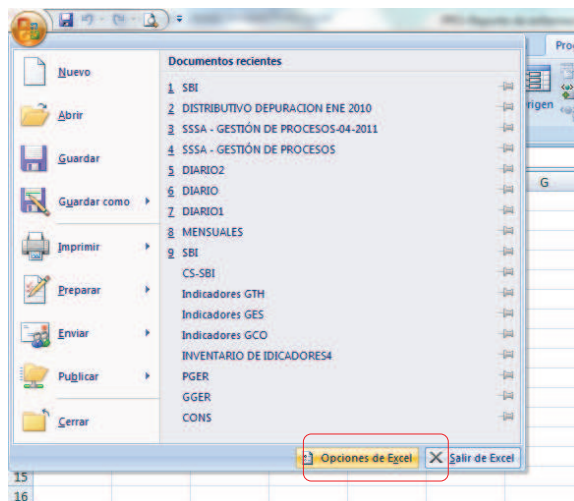 Pro
Nuevo
Abrir
Guardar
Guardar como
Imprimir
Preparar
Enviar
Publicar
Cerrar
Documentos recientes
1 SBI
2 DISTRIBUTIVO DEPURACION ENE 2010
3 SSSA - GESTIÓN DE PROCESOS-04-2011
4 SSSA - GESTIÓN DE PROCESOS
5 DIARIO2
6 DIARIO
7 DIARIO1
8 MENSUALES
9 SBI
CS-SBI
Indicadores GTH
Indicadores GES
Indicadores GCO
INVENTARIO DE IDICADORES4
PGER
GGER
CONS
rigen
G
Opciones de Excel
Salir de Excel
15
16